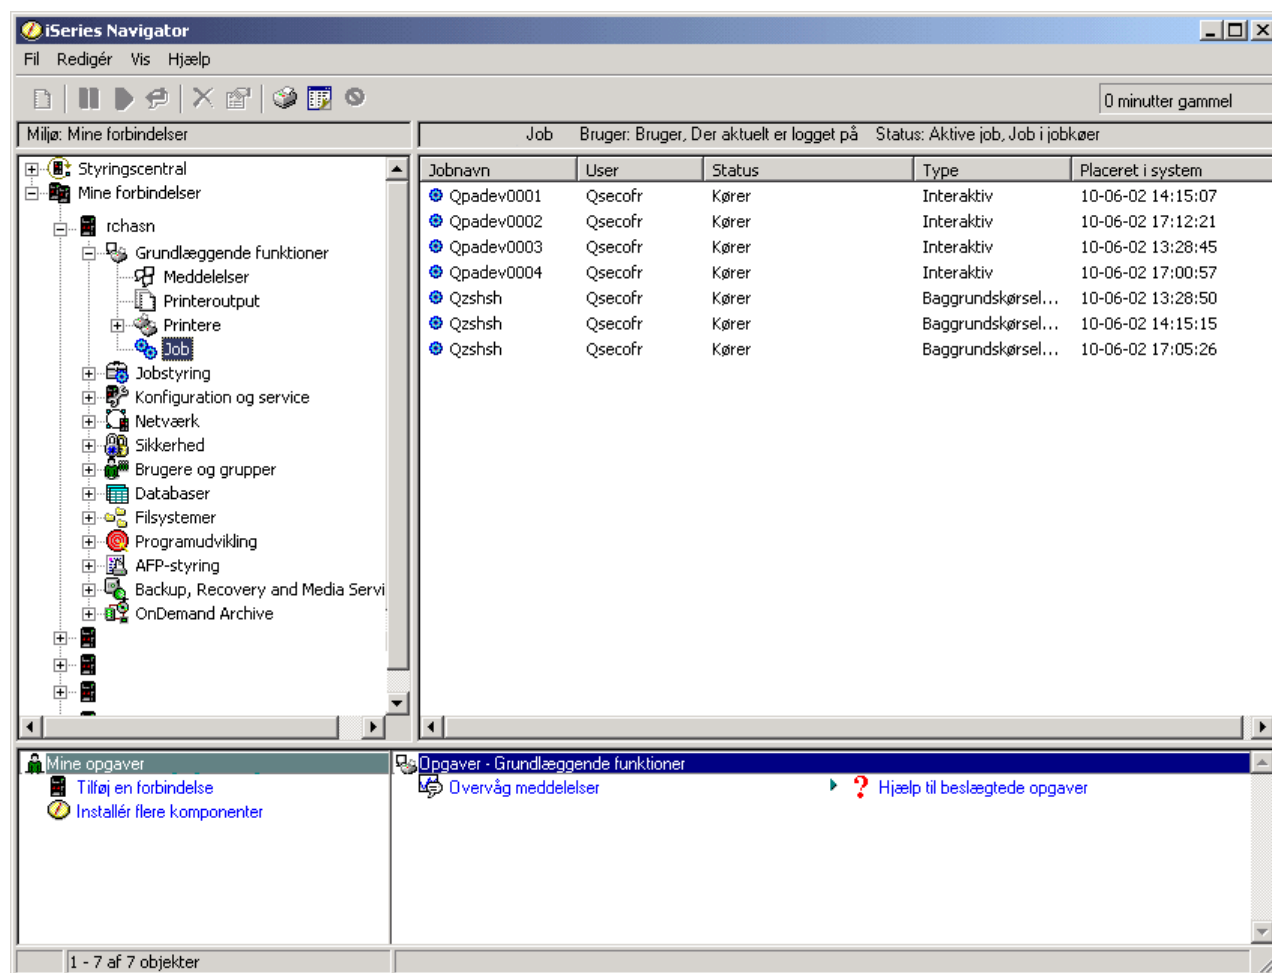 iSeries Navigator
Fil Redigér Vis Hjælp
0 minutter gammel
Miljø: Mine forbindelser
Job Bruger: Bruger, Der aktuelt er logget på Status: Aktive job, Job i jobkøer
Styringscentral
Mine forbindelser
rchasn
Grundlæggende funktioner
Meddelelser
Printeroutput
Printere
Job
Jobstyring
Konfiguration og service
Netværk
Sikkerhed
Brugere og grupper
Databaser
Filsystemer
Programudvikling
AFP-styring
Backup, Recovery and Media Servi
OnDemand Archive
Jobnavn User Status Type Placeret i system
Qpadev0001 Qsecofr Kører Interaktiv 10-06-02 14:15:07
Qpadev0002 Qsecofr Kører Interaktiv 10-06-02 17:12:21
Qpadev0003 Qsecofr Kører Interaktiv 10-06-02 13:28:45
Qpadev0004 Qsecofr Kører Interaktiv 10-06-02 17:00:57
Qzshsh Qsecofr Kører Baggrundskørsel... 10-06-02 13:28:50
Qzshsh Qsecofr Kører Baggrundskørsel... 10-06-02 14:15:15
Qzshsh Qsecofr Kører Baggrundskørsel... 10-06-02 17:05:26
Mine opgaver
Tilføj en forbindelse
Installér flere komponenter
Opgaver - Grundlæggende funktioner
Overvåg meddelelser
Hjælp til beslægtede opgaver
1 - 7 af 7 objekter